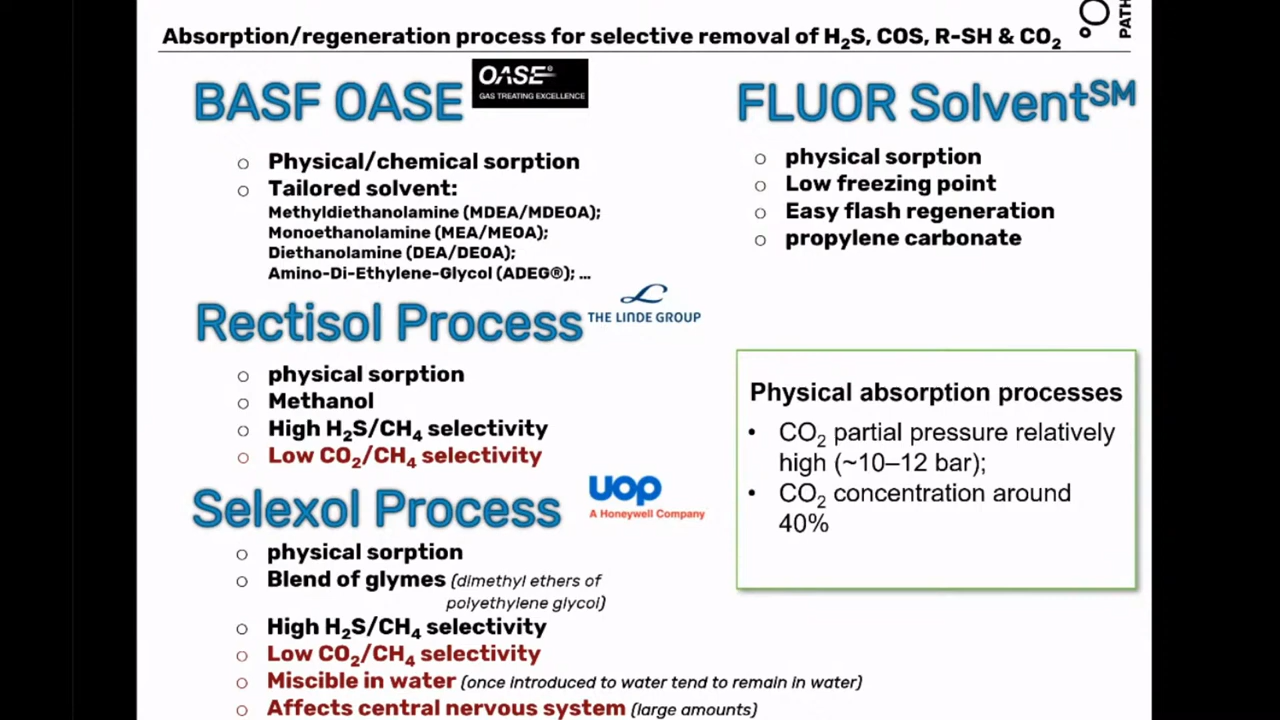 Absorption/regeneration process for selective removal of H₂S, COS, R-SH & CO₂
PATH
BASF OASE
OASE®
GAS TREATING EXCELLENCE
○ Physical/chemical sorption
○ Tailored solvent:
Methyldiethanolamine (MDEA/MDEOA);
Monoethanolamine (MEA/MEOA);
Diethanolamine (DEA/DEOA);
Amino-Di-Ethylene-Glycol (ADEG®); ...
Rectisol Process
THE LINDE GROUP
○ physical sorption
○ Methanol
○ High H₂S/CH₄ selectivity
○ Low CO₂/CH₄ selectivity
Selexol Process
uop
A Honeywell Company
○ physical sorption
○ Blend of glymes (dimethyl ethers of
polyethylene glycol)
○ High H₂S/CH₄ selectivity
○ Low CO₂/CH₄ selectivity
○ Miscible in water (once introduced to water tend to remain in water)
○ Affects central nervous system (large amounts)
FLUOR Solventˢᴹ
○ physical sorption
○ Low freezing point
○ Easy flash regeneration
○ propylene carbonate
Physical absorption processes
• CO₂ partial pressure relatively
high (~10–12 bar);
• CO₂ concentration around
40%